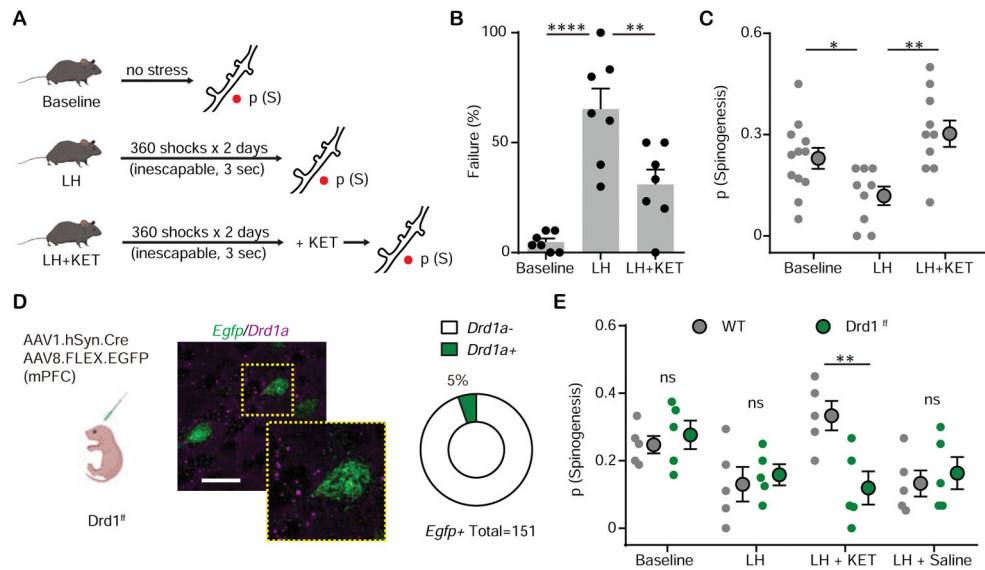 A
no stress
Baseline
p (S)
360 shocks x 2 days
(inescapable, 3 sec)
LH
p (S)
360 shocks x 2 days
(inescapable, 3 sec)
+ KET
LH+KET
p (S)
B
****
**
100
50
0
Failure (%)
Baseline
LH
LH+KET
C
*
**
0.6
0.3
0
p (Spinogenesis)
Baseline
LH
LH+KET
D
AAV1.hSyn.Cre
AAV8.FLEX.EGFP
(mPFC)
Drd1ᶠᶠ
Egfp/Drd1a
Drd1a-
Drd1a+
5%
Egfp+ Total=151
E
WT
Drd1 ᶠᶠ
0.6
0.4
0.2
0
p (Spinogenesis)
ns
ns
**
ns
Baseline
LH
LH + KET
LH + Saline